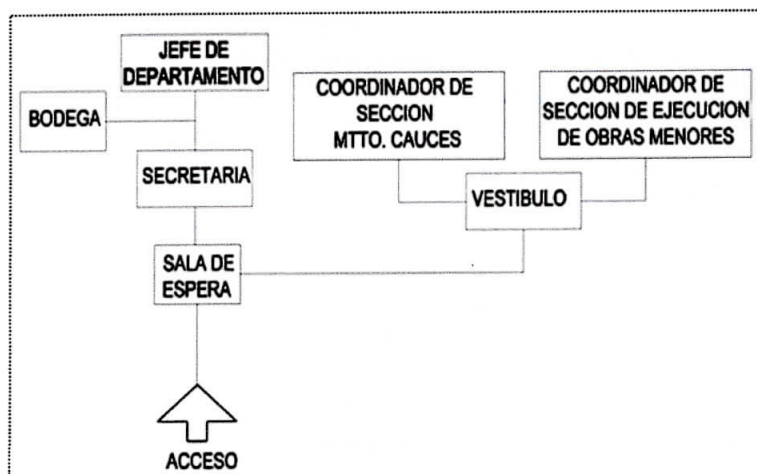 JEFE DE
DEPARTAMENTO
BODEGA
COORDINADOR DE
SECCION
MTTO. CAUCES
COORDINADOR DE
SECCION DE EJECUCION
DE OBRAS MENORES
SECRETARIA
VESTIBULO
SALA DE
ESPERA
ACCESO